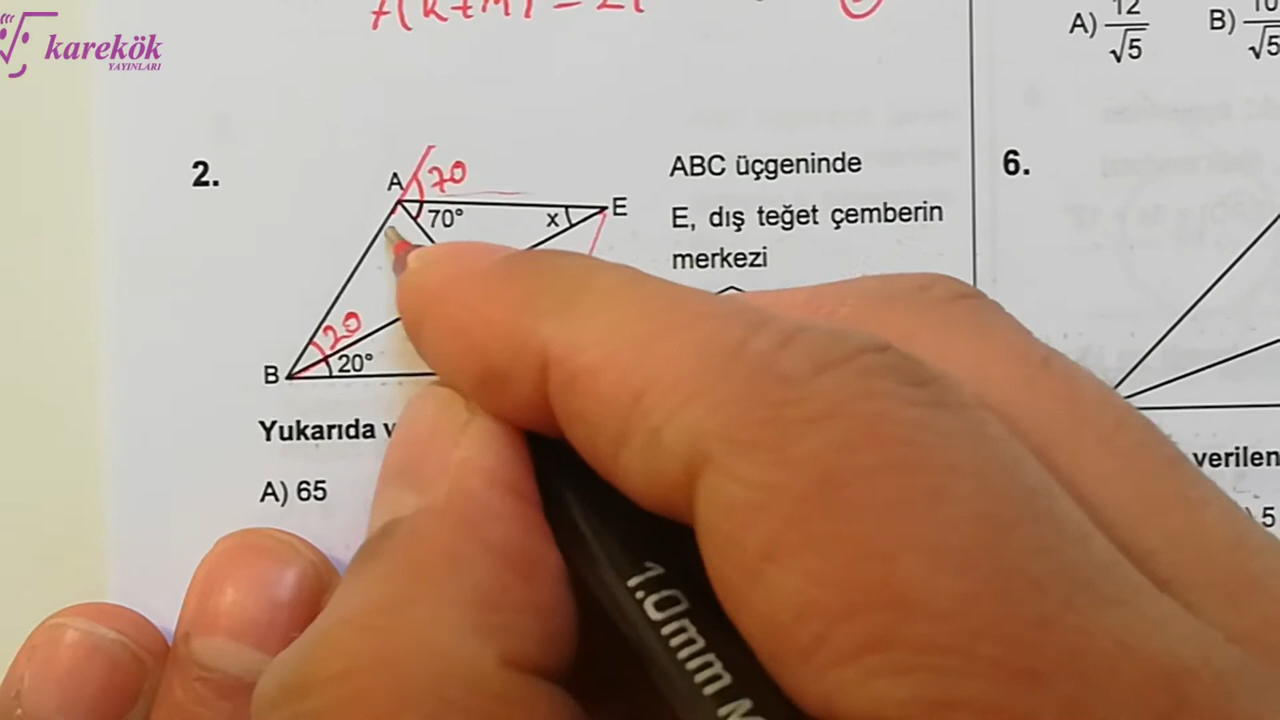 karekök
YAYINLARI
A) 12/√5
B) 10/√5
2.
A
70
E
70°
x
B
20
20°
ABC üçgeninde
E, dış teğet çemberin
merkezi
Yukarıda
A) 65
6.
verilen
5
1.0mm